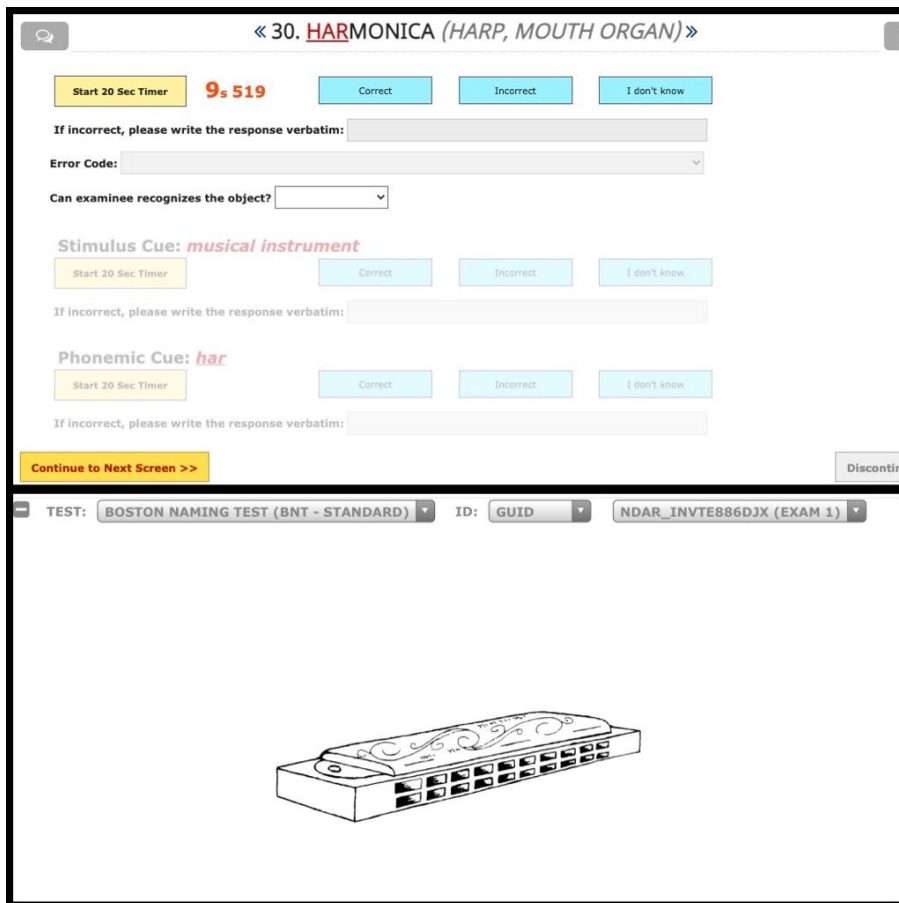 « 30. HARMONICA (HARP, MOUTH ORGAN) »
Start 20 Sec Timer 9s 519 Correct Incorrect I don't know
If incorrect, please write the response verbatim:
Error Code:
Can examinee recognizes the object?
Stimulus Cue: musical instrument
Start 20 Sec Timer Correct Incorrect I don't know
If incorrect, please write the response verbatim:
Phonemic Cue: har
Start 20 Sec Timer Correct Incorrect I don't know
If incorrect, please write the response verbatim:
Continue to Next Screen >> Discontin
TEST: BOSTON NAMING TEST (BNT - STANDARD) ID: GUID NDAR_INVTE886DJX (EXAM 1)